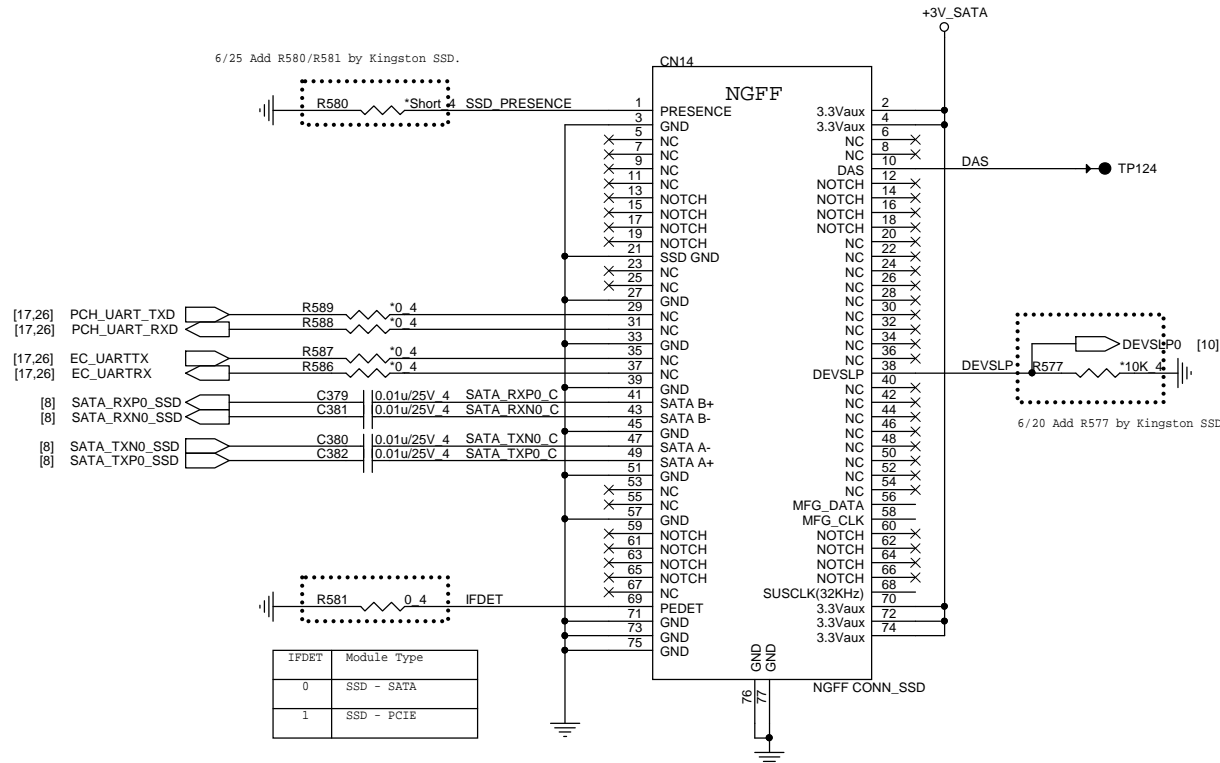 +3V_SATA
6/25 Add R580/R581 by Kingston SSD.
CN14
NGFF
R580 *Short_4 SSD_PRESENCE 1 PRESENCE
3 GND
5 NC
7 NC
9 NC
11 NC
13 NOTCH
15 NOTCH
17 NOTCH
19 NOTCH
21 SSD GND
23 NC
25 NC
27 GND
[17,26] PCH_UART_TXD R589 *0_4 29 NC
[17,26] PCH_UART_RXD R588 *0_4 31 NC
33 GND
[17,26] EC_UARTTX R587 *0_4 35 NC
[17,26] EC_UARTRX R586 *0_4 37 NC
39 GND
[8] SATA_RXP0_SSD C379 0.01u/25V_4 SATA_RXP0_C 41 SATA B+
[8] SATA_RXN0_SSD C381 0.01u/25V_4 SATA_RXN0_C 43 SATA B-
45 GND
[8] SATA_TXN0_SSD C380 0.01u/25V_4 SATA_TXN0_C 47 SATA A-
[8] SATA_TXP0_SSD C382 0.01u/25V_4 SATA_TXP0_C 49 SATA A+
51 GND
53 NC
55 NC
57 GND
59 NOTCH
61 NOTCH
63 NOTCH
65 NOTCH
67 NC
R581 0_4 IFDET 69 PEDET
71 GND
73 GND
75 GND
3.3Vaux 2
3.3Vaux 4
NC 6
NC 8
DAS 10 DAS TP124
NOTCH 12
NOTCH 14
NOTCH 16
NOTCH 18
NC 20
NC 22
NC 24
NC 26
NC 28
NC 30
NC 32
NC 34
NC 36
DEVSLP0 [10]
DEVSLP 38 DEVSLP R577 *10K_4
6/20 Add R577 by Kingston SSD
NC 40
NC 42
NC 44
NC 46
NC 48
NC 50
NC 52
NC 54
MFG_DATA 56
MFG_CLK 58
NOTCH 60
NOTCH 62
NOTCH 64
NOTCH 66
SUSCLK(32KHz) 68
3.3Vaux 70
3.3Vaux 72
3.3Vaux 74
GND 76
GND 77
NGFF CONN_SSD
IFDET Module Type
0 SSD - SATA
1 SSD - PCIE